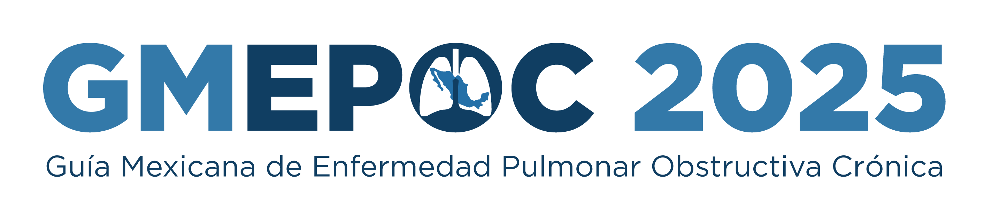 GMEPOC 2025
Guía Mexicana de Enfermedad Pulmonar Obstructiva Crónica